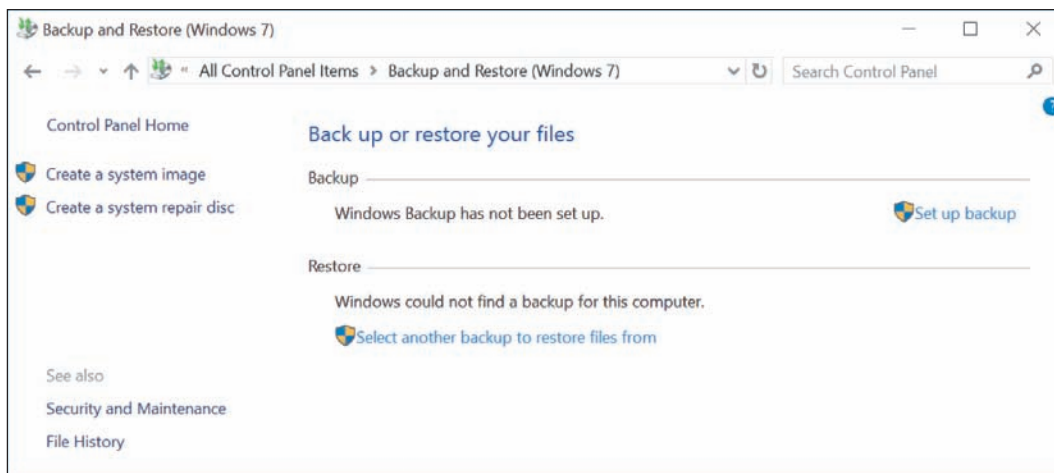 Backup and Restore (Windows 7)
« All Control Panel Items > Backup and Restore (Windows 7)
Search Control Panel
Control Panel Home
Create a system image
Create a system repair disc
Back up or restore your files
Backup
Windows Backup has not been set up.
Set up backup
Restore
Windows could not find a backup for this computer.
Select another backup to restore files from
See also
Security and Maintenance
File History